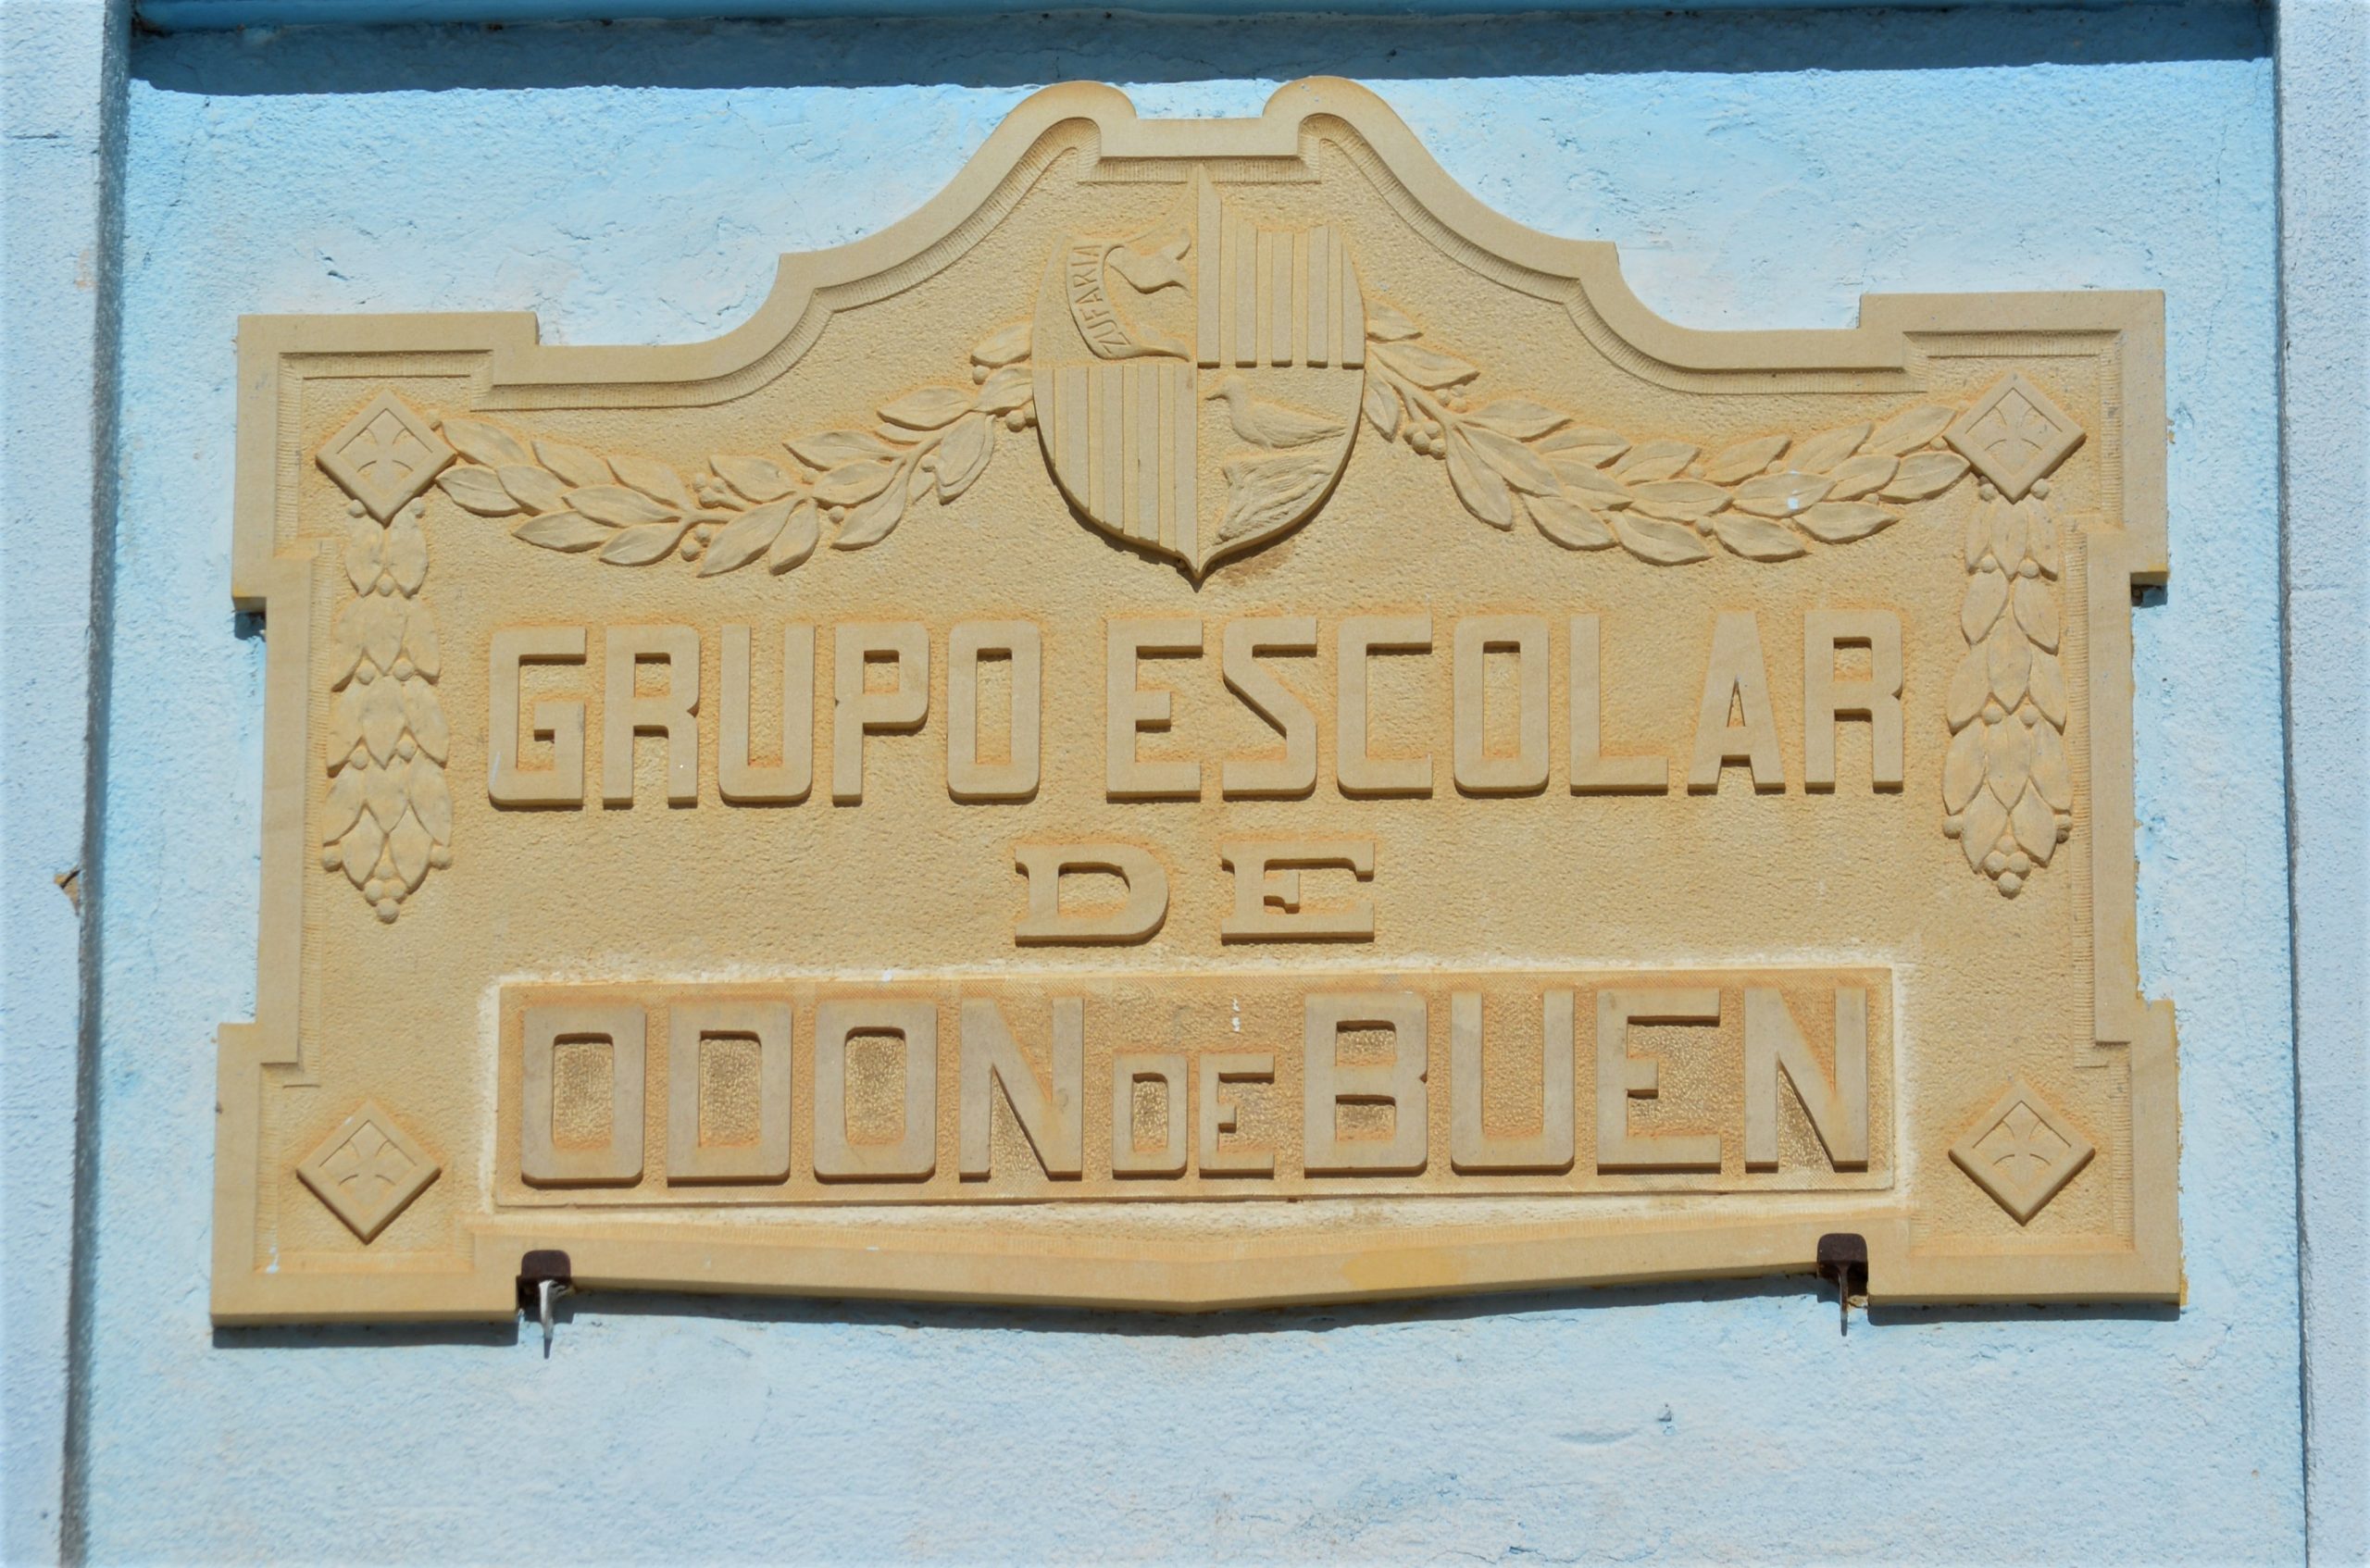 ZUFARIA
GRUPO ESCOLAR
DE
ODON DE BUEN